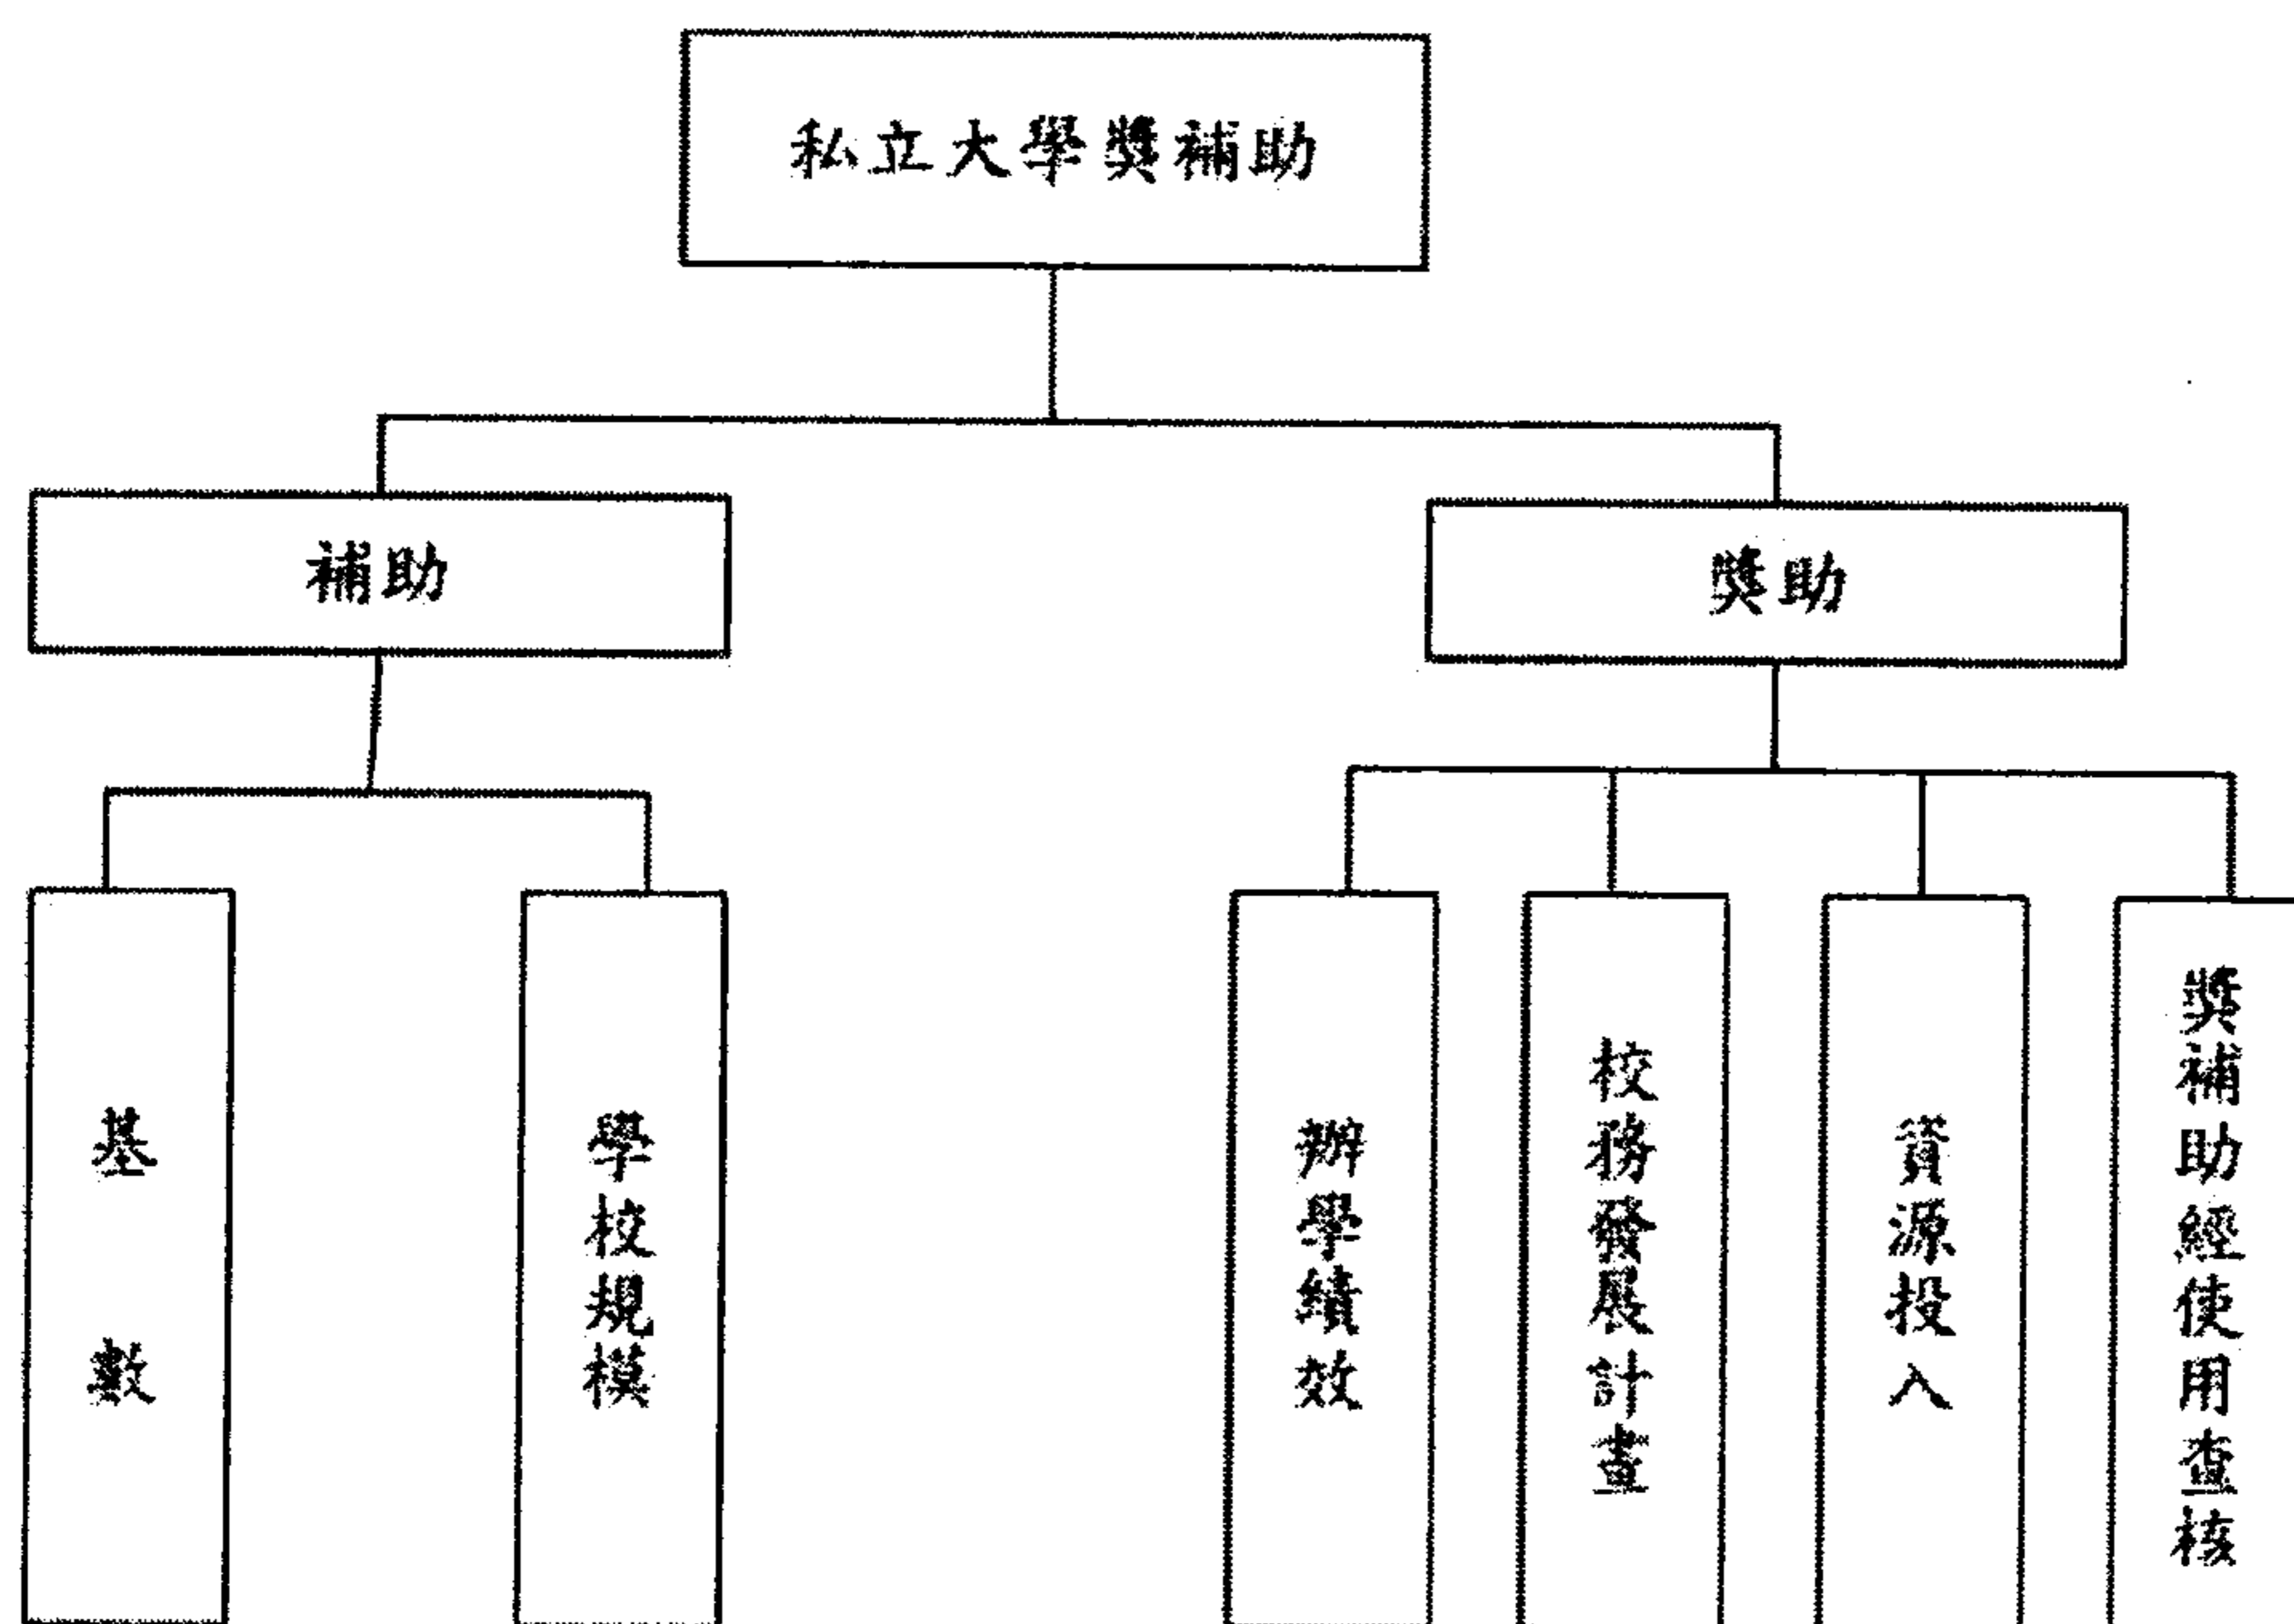 私立大學獎補助
補助
獎助
基數
學校規模
辦學績效
校務發展計畫
資源投入
獎補助經使用查核